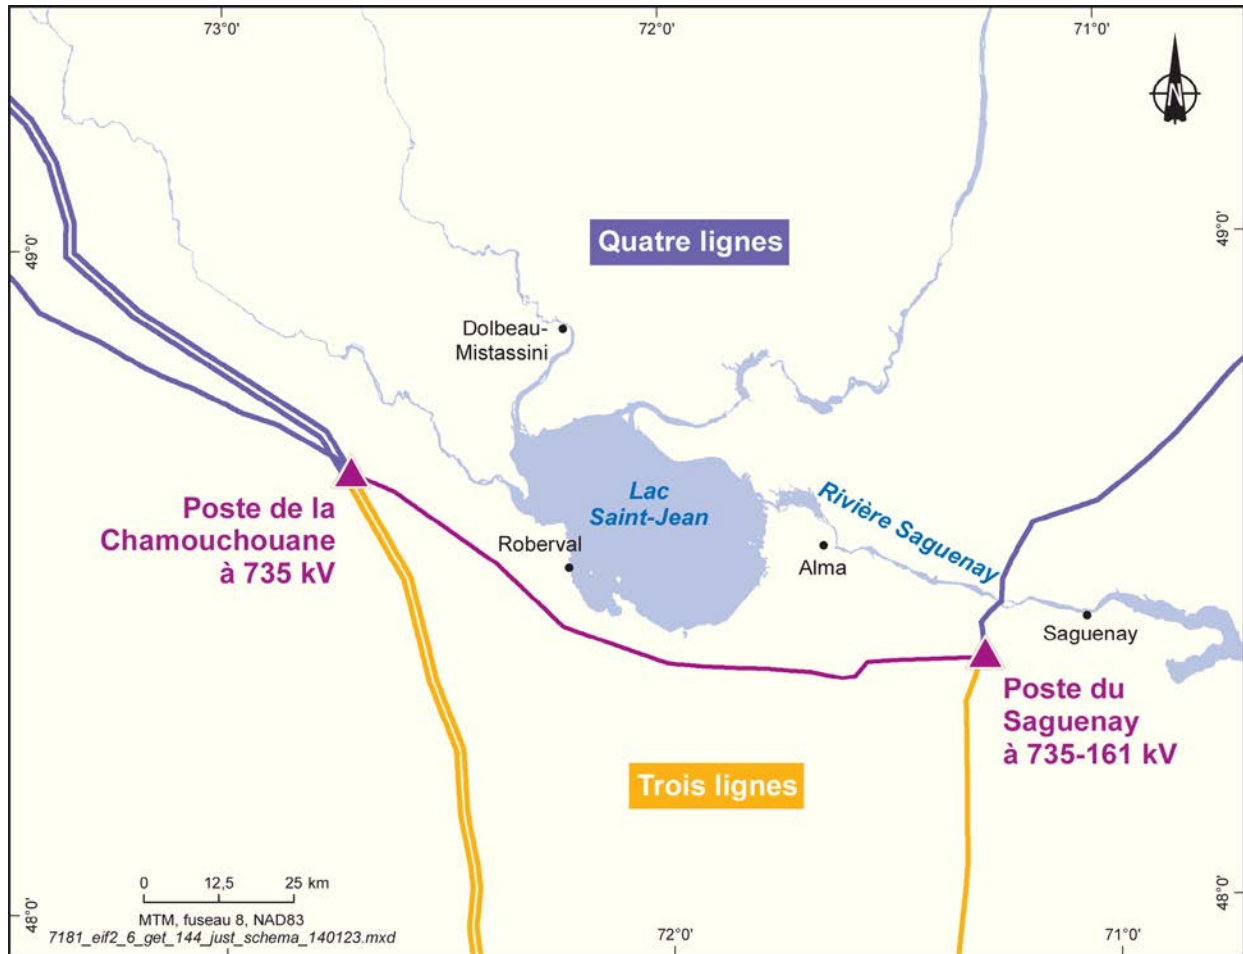 73°0'
72°0'
71°0'
N
49°0'
49°0'
Quatre lignes
Dolbeau-
Mistassini
Poste de la
Chamouchouane
à 735 kV
Lac
Saint-Jean
Rivière Saguenay
Roberval
Alma
Saguenay
Poste du
Saguenay
à 735-161 kV
Trois lignes
0 12,5 25 km
MTM, fuseau 8, NAD83
7181_eif2_6_get_144_just_schema_140123.mxd
48°0'
48°0'
72°0'
71°0'